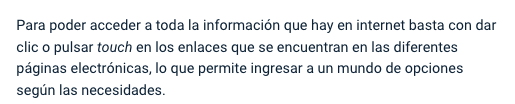 Para poder acceder a toda la información que hay en internet basta con dar
clic o pulsar touch en los enlaces que se encuentran en las diferentes
páginas electrónicas, lo que permite ingresar a un mundo de opciones
según las necesidades.